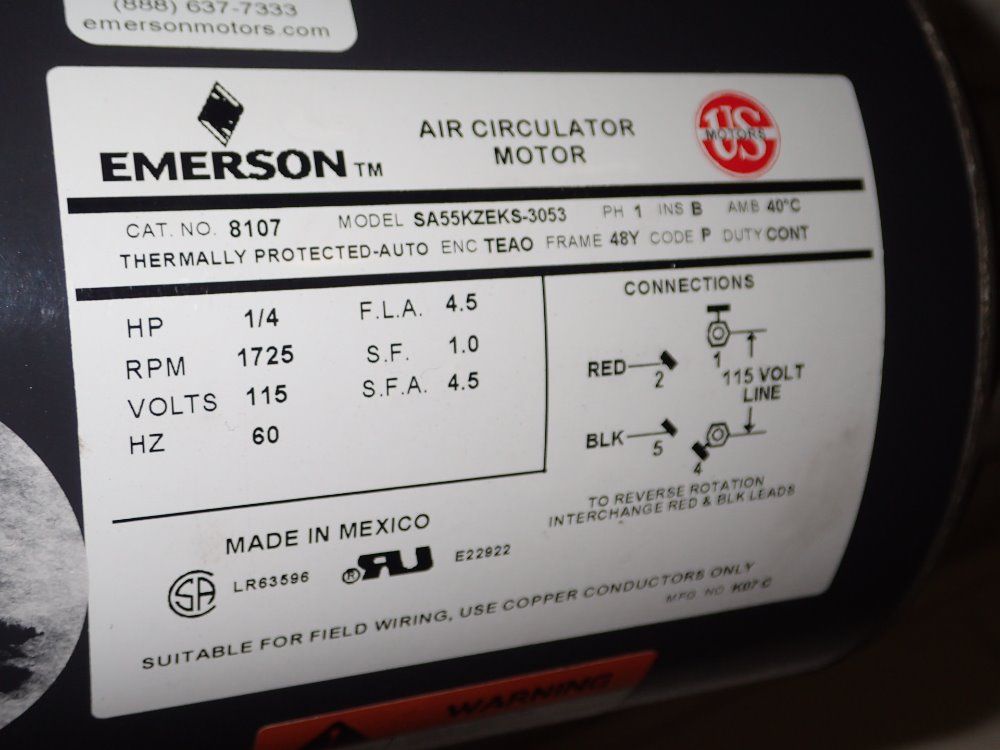 (888) 637-7333
emersonmotors.com
EMERSON™
AIR CIRCULATOR
MOTOR
US
MOTORS
CAT. NO. 8107 MODEL SA55KZEKS-3053 PH 1 INS B AMB 40°C
THERMALLY PROTECTED-AUTO ENC TEAO FRAME 48Y CODE P DUTY CONT
HP 1/4 F.L.A. 4.5
RPM 1725 S.F. 1.0
VOLTS 115 S.F.A. 4.5
HZ 60
CONNECTIONS
1
RED 2
115 VOLT
LINE
BLK 5
4
TO REVERSE ROTATION
INTERCHANGE RED & BLK LEADS
MADE IN MEXICO
SA LR63596 ® RU E22922
SUITABLE FOR FIELD WIRING, USE COPPER CONDUCTORS ONLY
MFG. NO. K07 C
WARNING